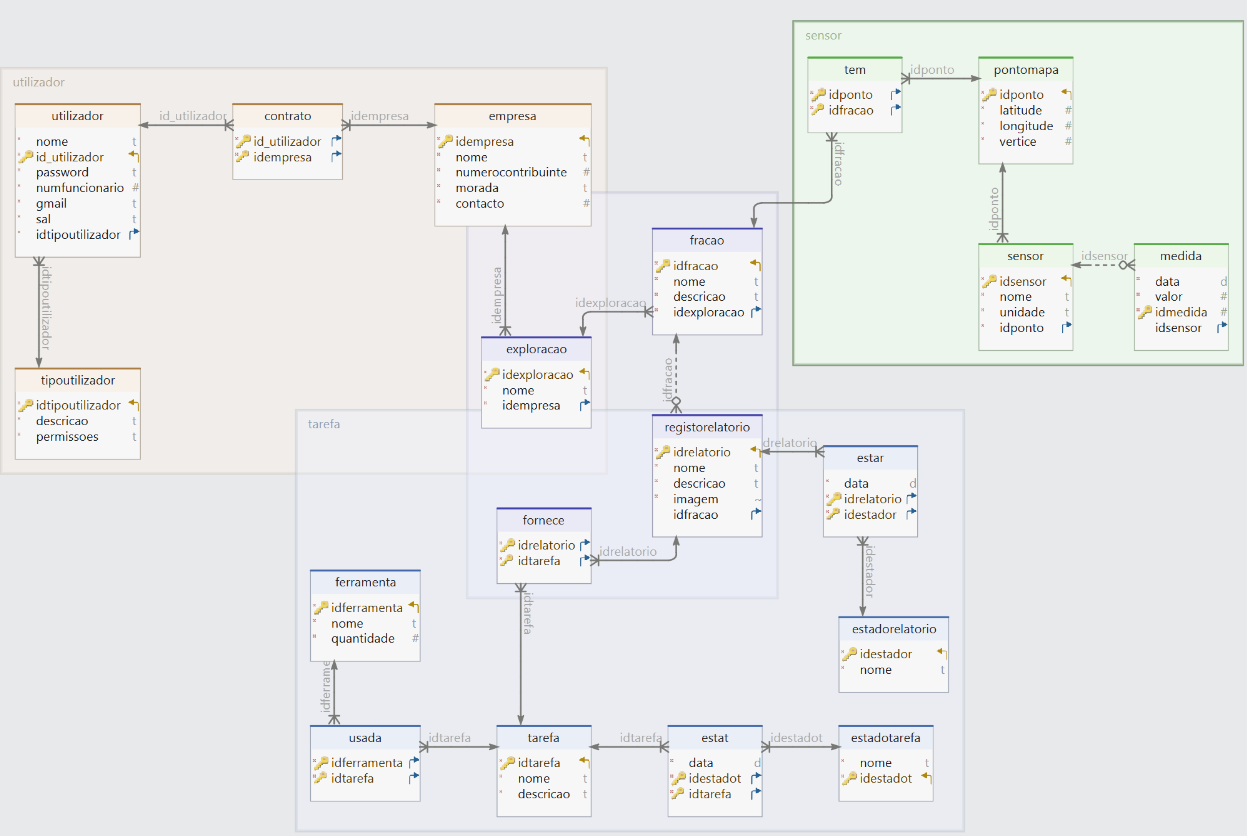 sensor
tem
idponto
idfracao
idponto
pontomapa
idponto
latitude #
longitude #
vertice #
idfracao
idponto
sensor
idsensor
nome t
unidade t
idponto
idsensor
medida
data d
valor #
idmedida #
idsensor
utilizador
utilizador
nome t
id_utilizador
password t
numfuncionario #
gmail t
sal t
idtipoutilizador
id_utilizador
contrato
id_utilizador
idempresa
idempresa
empresa
idempresa
nome t
numerocontribuinte #
morada t
contacto #
idtipoutilizador
tipoutilizador
idtipoutilizador
descricao t
permissoes t
idempresa
exploracao
idexploracao
nome t
idempresa
idexploracao
fracao
idfracao
nome t
descricao t
idexploracao
idfracao
tarefa
registorelatorio
idrelatorio
nome t
descricao t
imagem ~
idfracao
drelatorio
estar
data d
idrelatorio
idestador
idestador
estadorelatorio
idestador
nome t
fornece
idrelatorio
idtarefa
idrelatorio
idtarefa
ferramenta
idferramenta
nome t
quantidade #
idferrame
usada
idferramenta
idtarefa
idtarefa
tarefa
idtarefa
nome t
descricao t
idtarefa
estat
data d
idestadot
idtarefa
idestadot
estadotarefa
nome t
idestadot